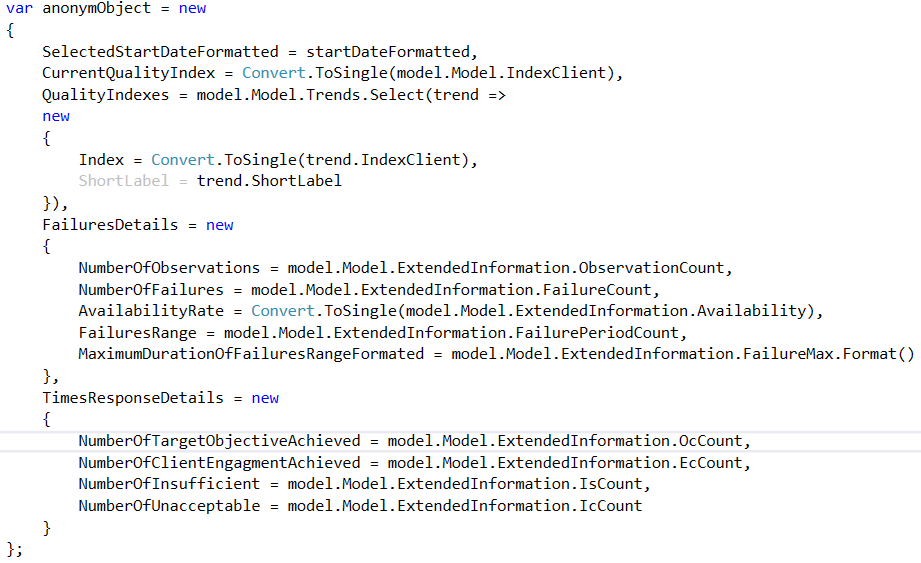 var anonymObject = new
{
    SelectedStartDateFormatted = startDateFormatted,
    CurrentQualityIndex = Convert.ToSingle(model.Model.IndexClient),
    QualityIndexes = model.Model.Trends.Select(trend =>
    new
    {
        Index = Convert.ToSingle(trend.IndexClient),
        ShortLabel = trend.ShortLabel
    }),
    FailuresDetails = new
    {
        NumberOfObservations = model.Model.ExtendedInformation.ObservationCount,
        NumberOfFailures = model.Model.ExtendedInformation.FailureCount,
        AvailabilityRate = Convert.ToSingle(model.Model.ExtendedInformation.Availability),
        FailuresRange = model.Model.ExtendedInformation.FailurePeriodCount,
        MaximumDurationOfFailuresRangeFormated = model.Model.ExtendedInformation.FailureMax.Format()
    },
    TimesResponseDetails = new
    {
        NumberOfTargetObjectiveAchieved = model.Model.ExtendedInformation.OcCount,
        NumberOfClientEngagmentAchieved = model.Model.ExtendedInformation.EcCount,
        NumberOfInsufficient = model.Model.ExtendedInformation.IsCount,
        NumberOfUnacceptable = model.Model.ExtendedInformation.IcCount
    }
};